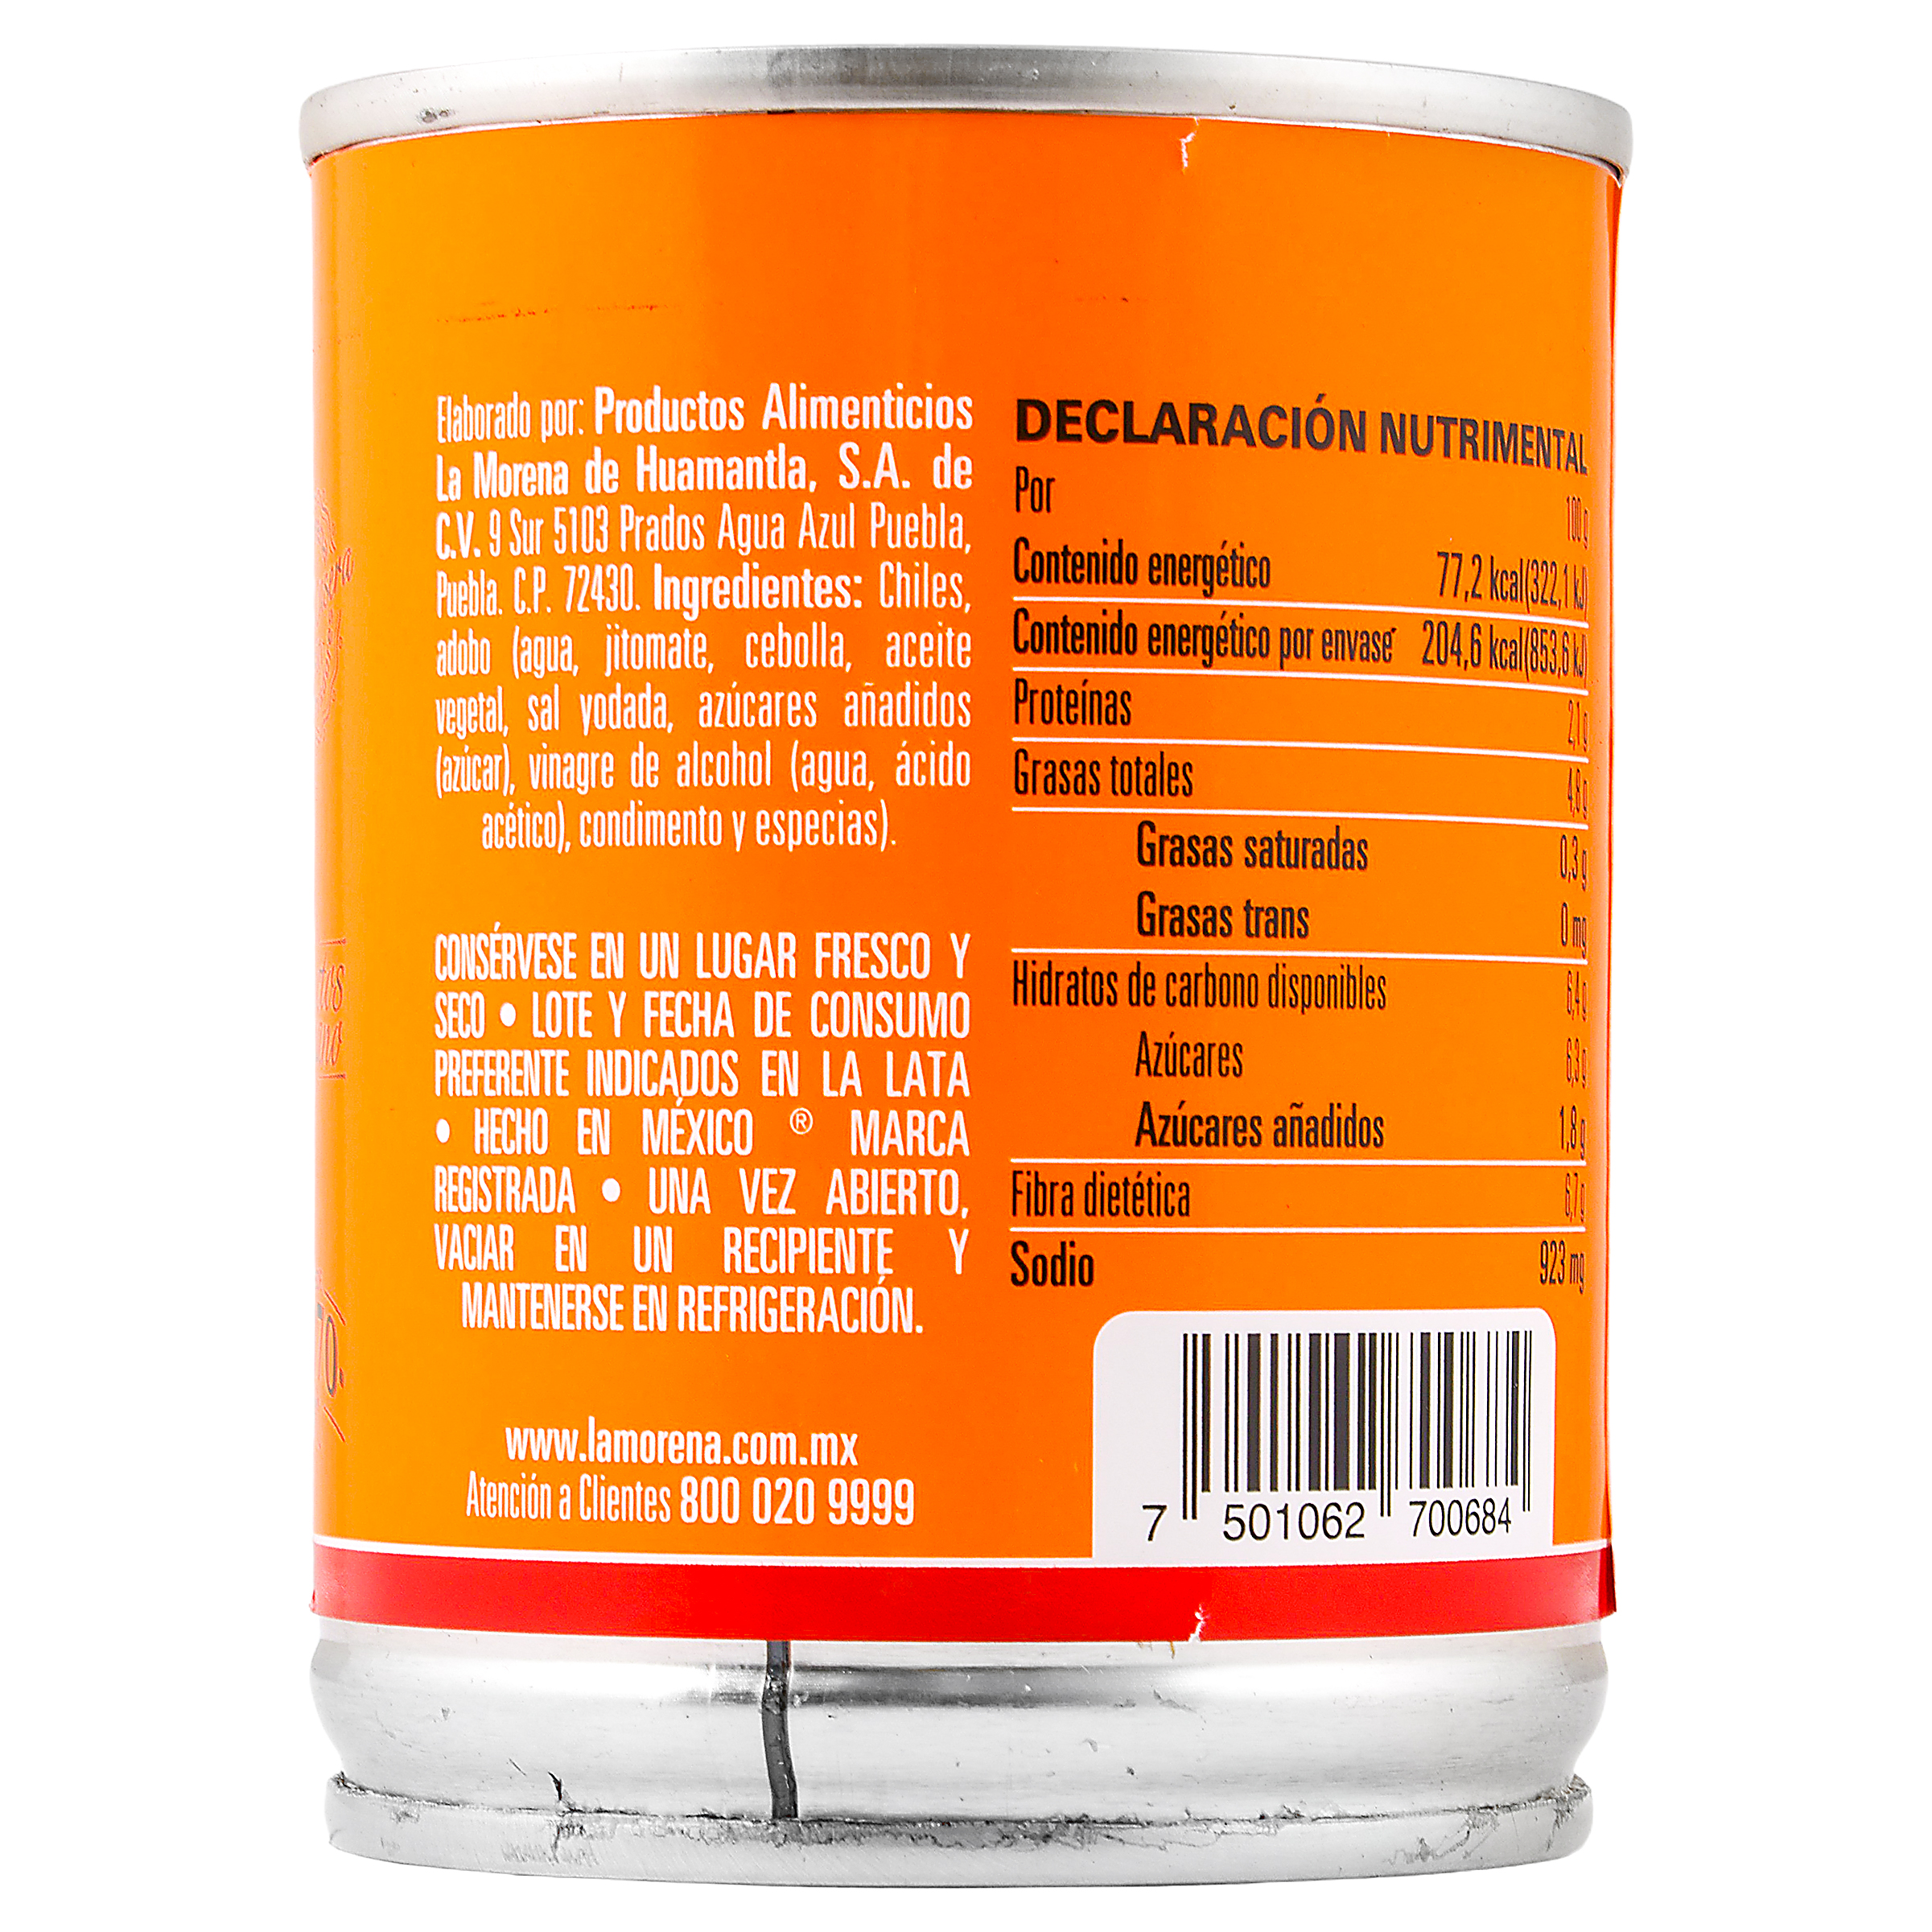 Elaborado por: Productos Alimenticios
La Morena de Huamantla, S.A. de
C.V. 9 Sur 5103 Prados Agua Azul Puebla,
Puebla. C.P. 72430. Ingredientes: Chiles,
adobo (agua, jitomate, cebolla, aceite
vegetal, sal yodada, azúcares añadidos
(azúcar), vinagre de alcohol (agua, ácido
acético), condimento y especias).
CONSÉRVESE EN UN LUGAR FRESCO Y
SECO • LOTE Y FECHA DE CONSUMO
PREFERENTE INDICADOS EN LA LATA
• HECHO EN MÉXICO ® MARCA
REGISTRADA • UNA VEZ ABIERTO,
VACIAR EN UN RECIPIENTE Y
MANTENERSE EN REFRIGERACIÓN.
www.lamorena.com.mx
Atención a Clientes 800 020 9999
DECLARACIÓN NUTRIMENTAL
Por 100 g
Contenido energético 77,2 kcal(322,1 kJ)
Contenido energético por envase 204,6 kcal(853,6 kJ)
Proteínas 2,1 g
Grasas totales 4,8 g
Grasas saturadas 0,3 g
Grasas trans 0 mg
Hidratos de carbono disponibles 6,4 g
Azúcares 6,3 g
Azúcares añadidos 1,8 g
Fibra dietética 6,7 g
Sodio 923 mg
7 501062 700684